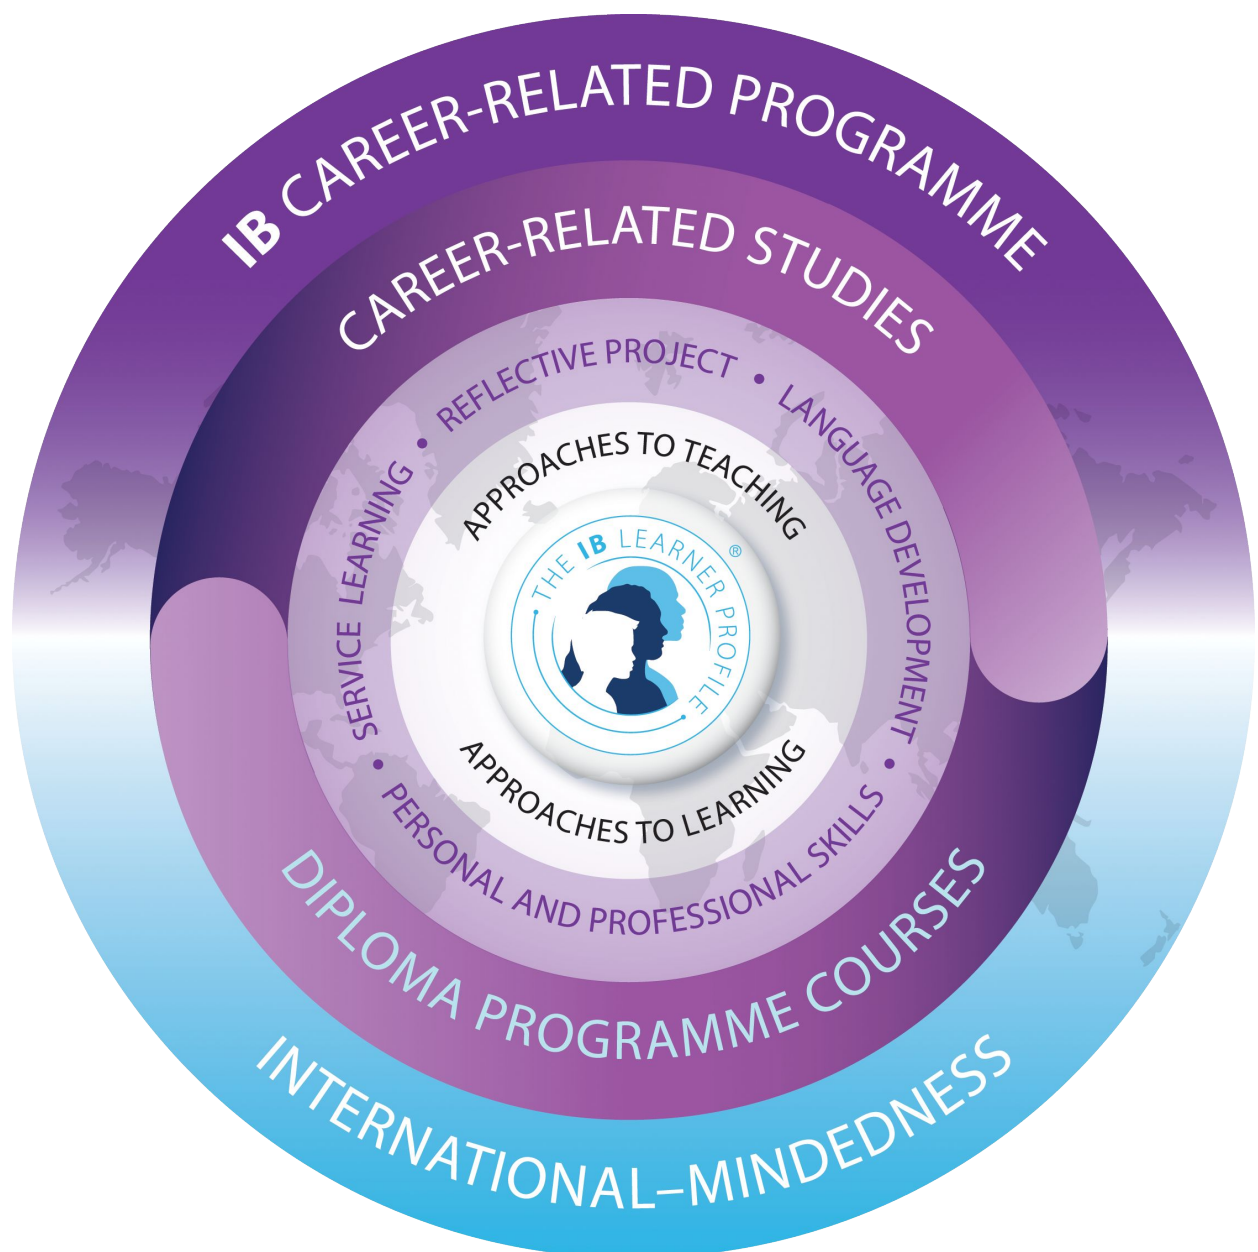 IB CAREER-RELATED PROGRAMME
CAREER-RELATED STUDIES
SERVICE LEARNING • REFLECTIVE PROJECT • LANGUAGE DEVELOPMENT • PERSONAL AND PROFESSIONAL SKILLS •
APPROACHES TO TEACHING
THE IB LEARNER PROFILE ®
APPROACHES TO LEARNING
DIPLOMA PROGRAMME COURSES
INTERNATIONAL–MINDEDNESS